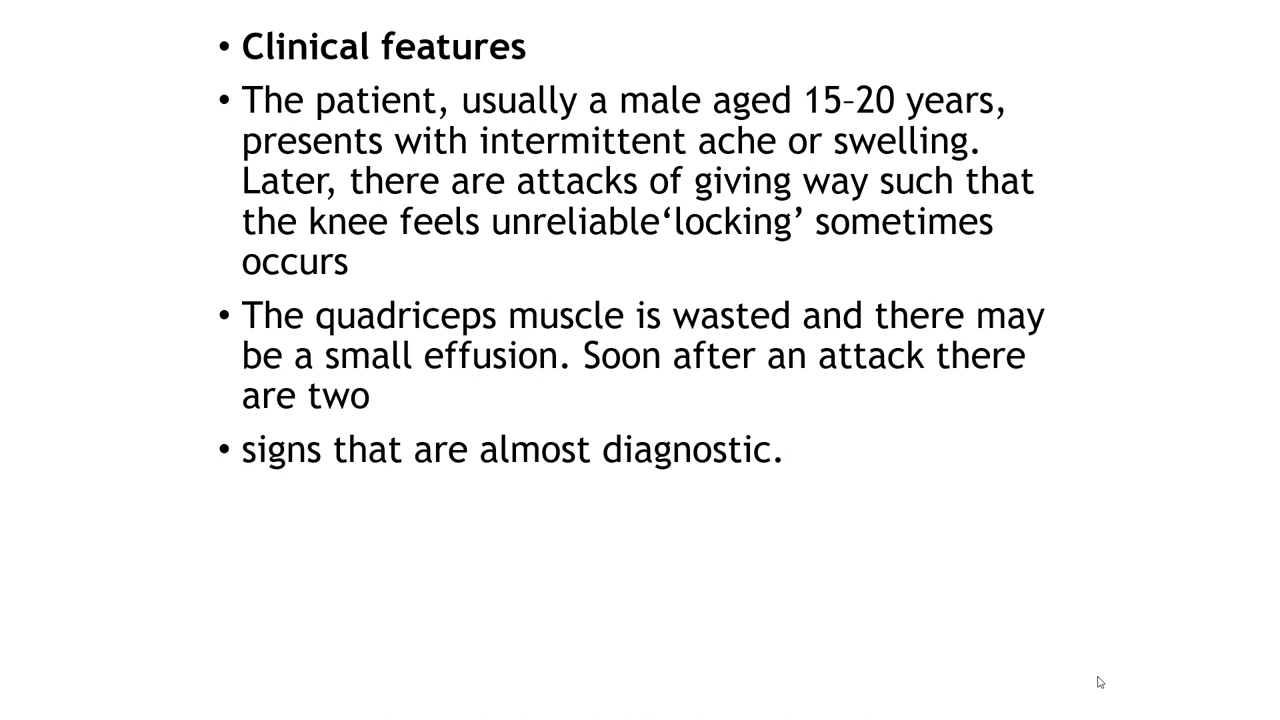 • Clinical features
• The patient, usually a male aged 15–20 years,
presents with intermittent ache or swelling.
Later, there are attacks of giving way such that
the knee feels unreliable‘locking’ sometimes
occurs
• The quadriceps muscle is wasted and there may
be a small effusion. Soon after an attack there
are two
• signs that are almost diagnostic.